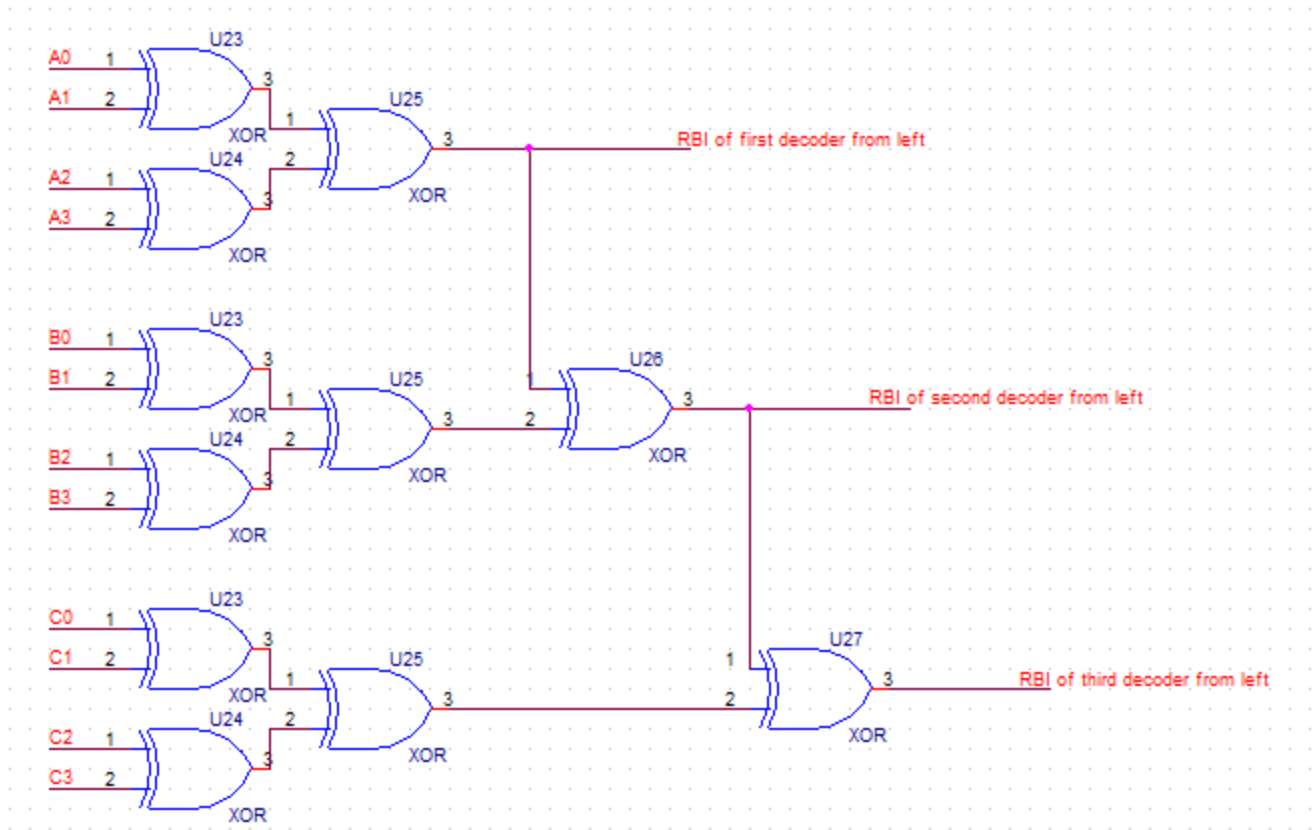 U23
A0 1
3
A1 2
U25
1
XOR
3
RBI of first decoder from left
U24
2
A2 1
3
XOR
A3 2
XOR
U23
B0 1
3
U26
B1 2
U25
1
1
3
RBI of second decoder from left
XOR
3
2
U24
2
B2 1
XOR
3
XOR
B3 2
XOR
U23
C0 1
3
U27
C1 2
U25
1
1
3
RBI of third decoder from left
XOR
3
2
U24
2
C2 1
XOR
3
XOR
C3 2
XOR